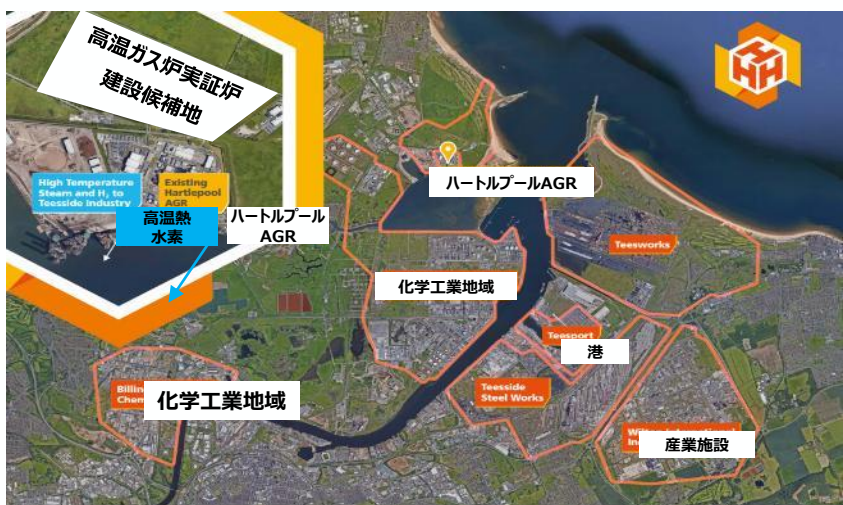 高温ガス炉実証炉
建設候補地
High Temperature
Steam and H₂ to
Teesside Industry
Existing
Hartlepool
AGR
高温熱
水素
ハートルプール
AGR
ハートルプールAGR
Teesworks
化学工業地域
Teesport
港
Teesside
Steel Works
化学工業地域
産業施設